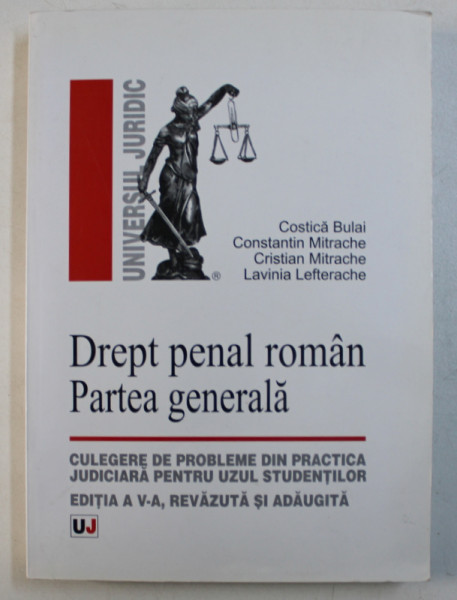 UNIVERSUL JURIDIC
®
Costică Bulai
Constantin Mitrache
Cristian Mitrache
Lavinia Lefterache
Drept penal român
Partea generală
CULEGERE DE PROBLEME DIN PRACTICA
JUDICIARĂ PENTRU UZUL STUDENȚILOR
EDIȚIA A V-A, REVĂZUTĂ ȘI ADĂUGITĂ
UJ